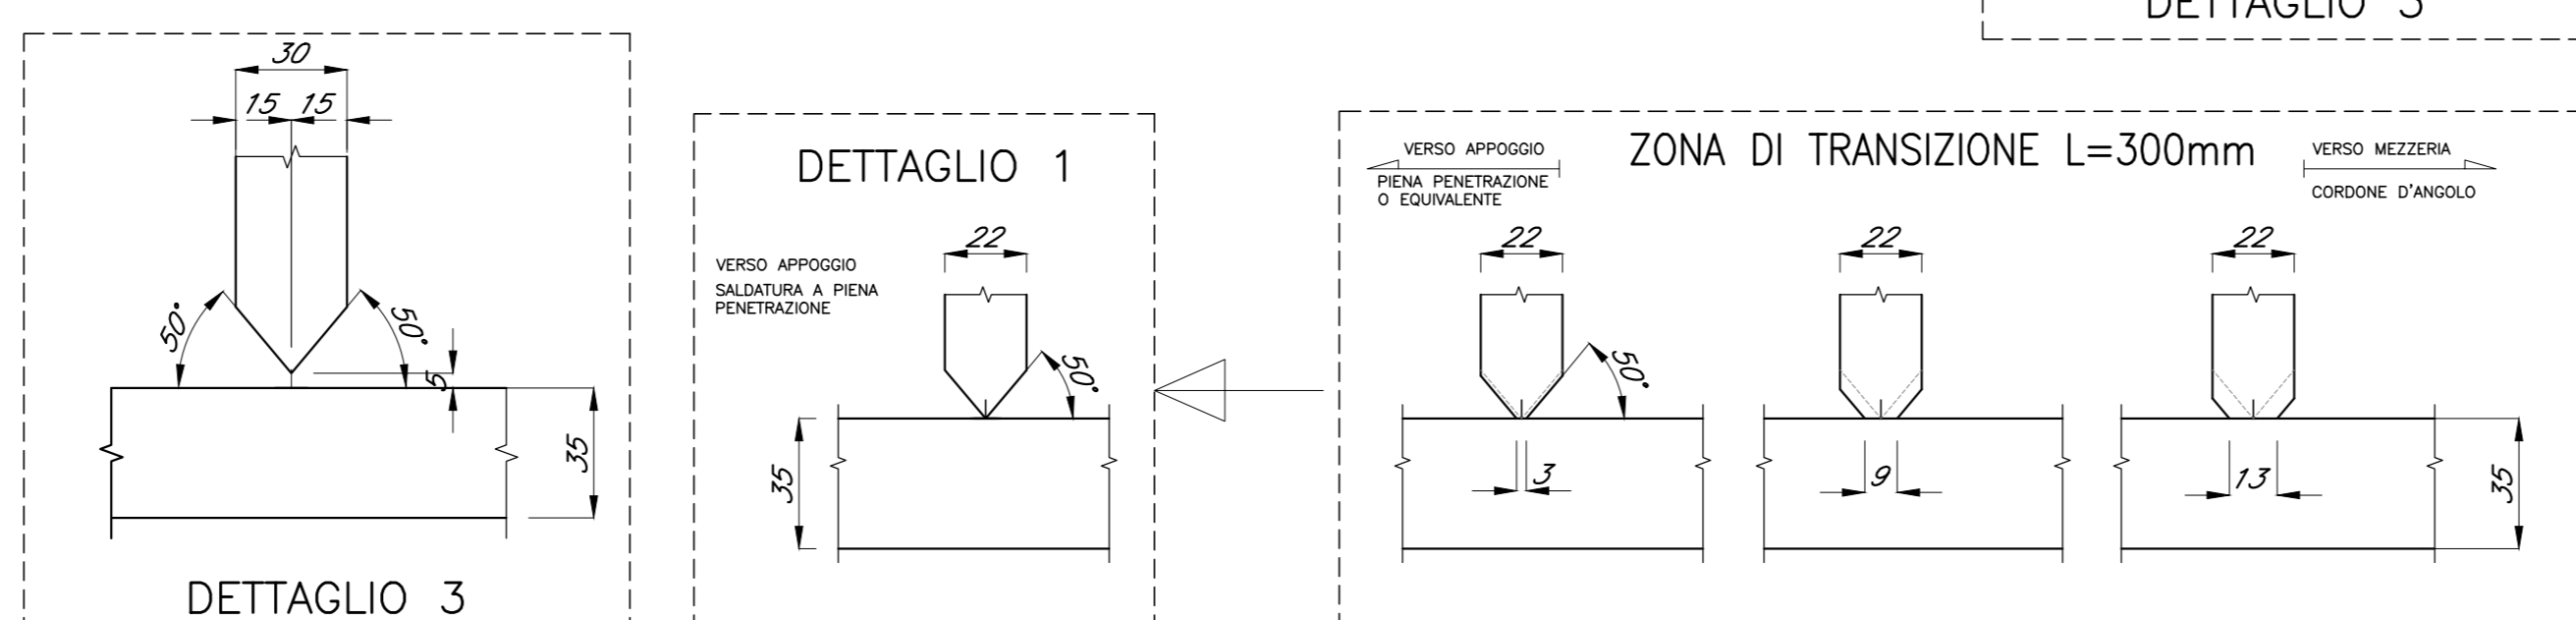 DETTAGLIO 3
30
15 15
50°
50°
5
35
DETTAGLIO 3
DETTAGLIO 1
VERSO APPOGGIO
SALDATURA A PIENA
PENETRAZIONE
22
50°
35
VERSO APPOGGIO
PIENA PENETRAZIONE
O EQUIVALENTE
ZONA DI TRANSIZIONE L=300mm
VERSO MEZZERIA
CORDONE D'ANGOLO
22
50°
3
22
9
22
13
35